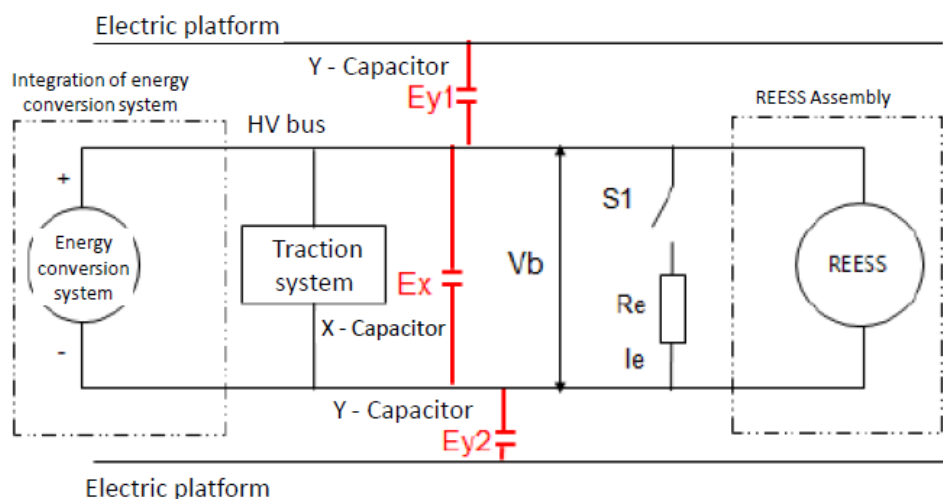 Electric platform
Y - Capacitor
Integration of energy
conversion system
Ey1
REESS Assembly
HV bus
+
S1
Energy
conversion
system
Traction
system
Ex
Vb
REESS
Re
X - Capacitor
Ie
-
Y - Capacitor
Ey2
Electric platform